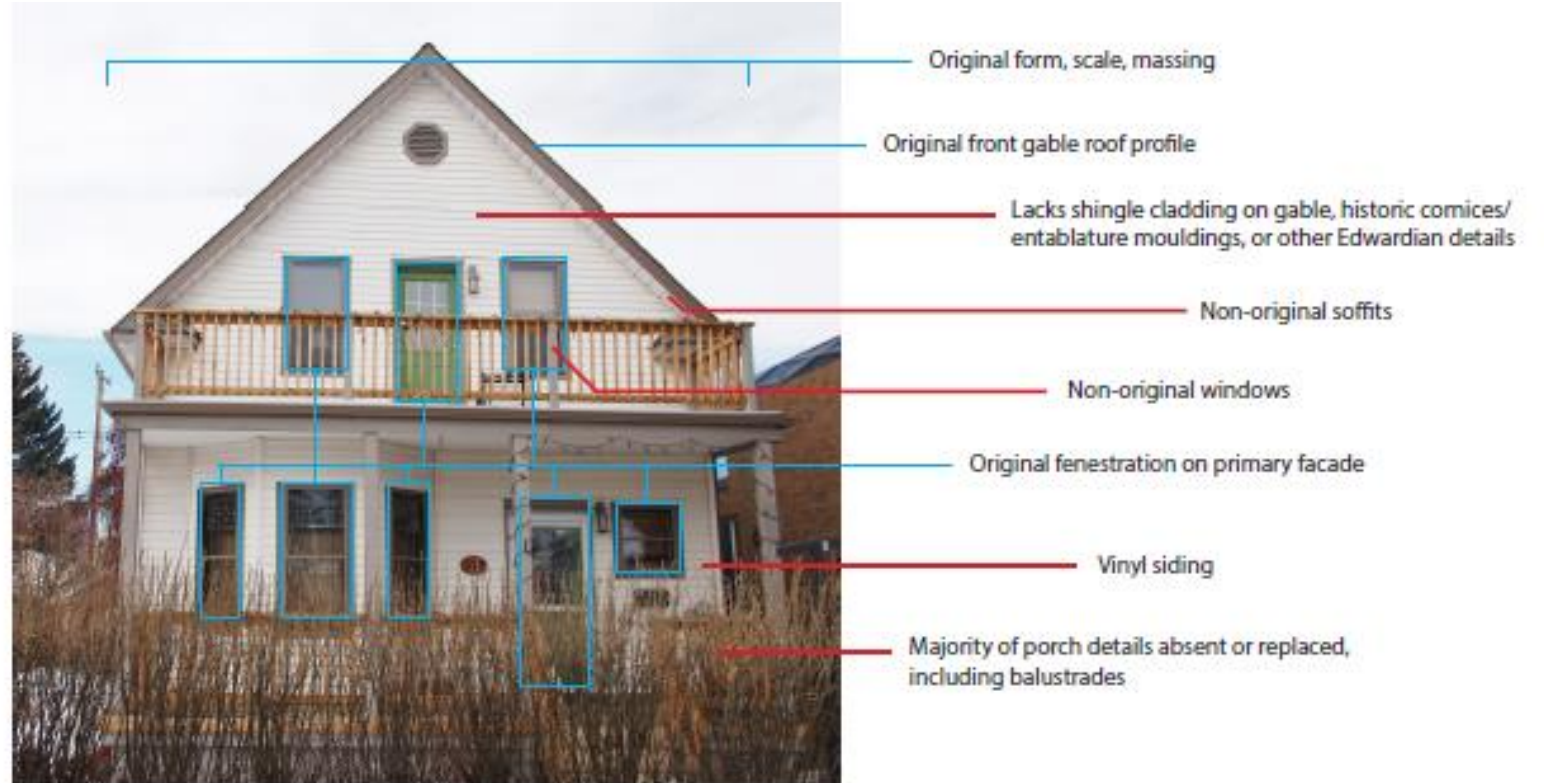 Original form, scale, massing
Original front gable roof profile
Lacks shingle cladding on gable, historic cornices/
entablature mouldings, or other Edwardian details
Non-original soffits
Non-original windows
Original fenestration on primary facade
Vinyl siding
Majority of porch details absent or replaced,
including balustrades